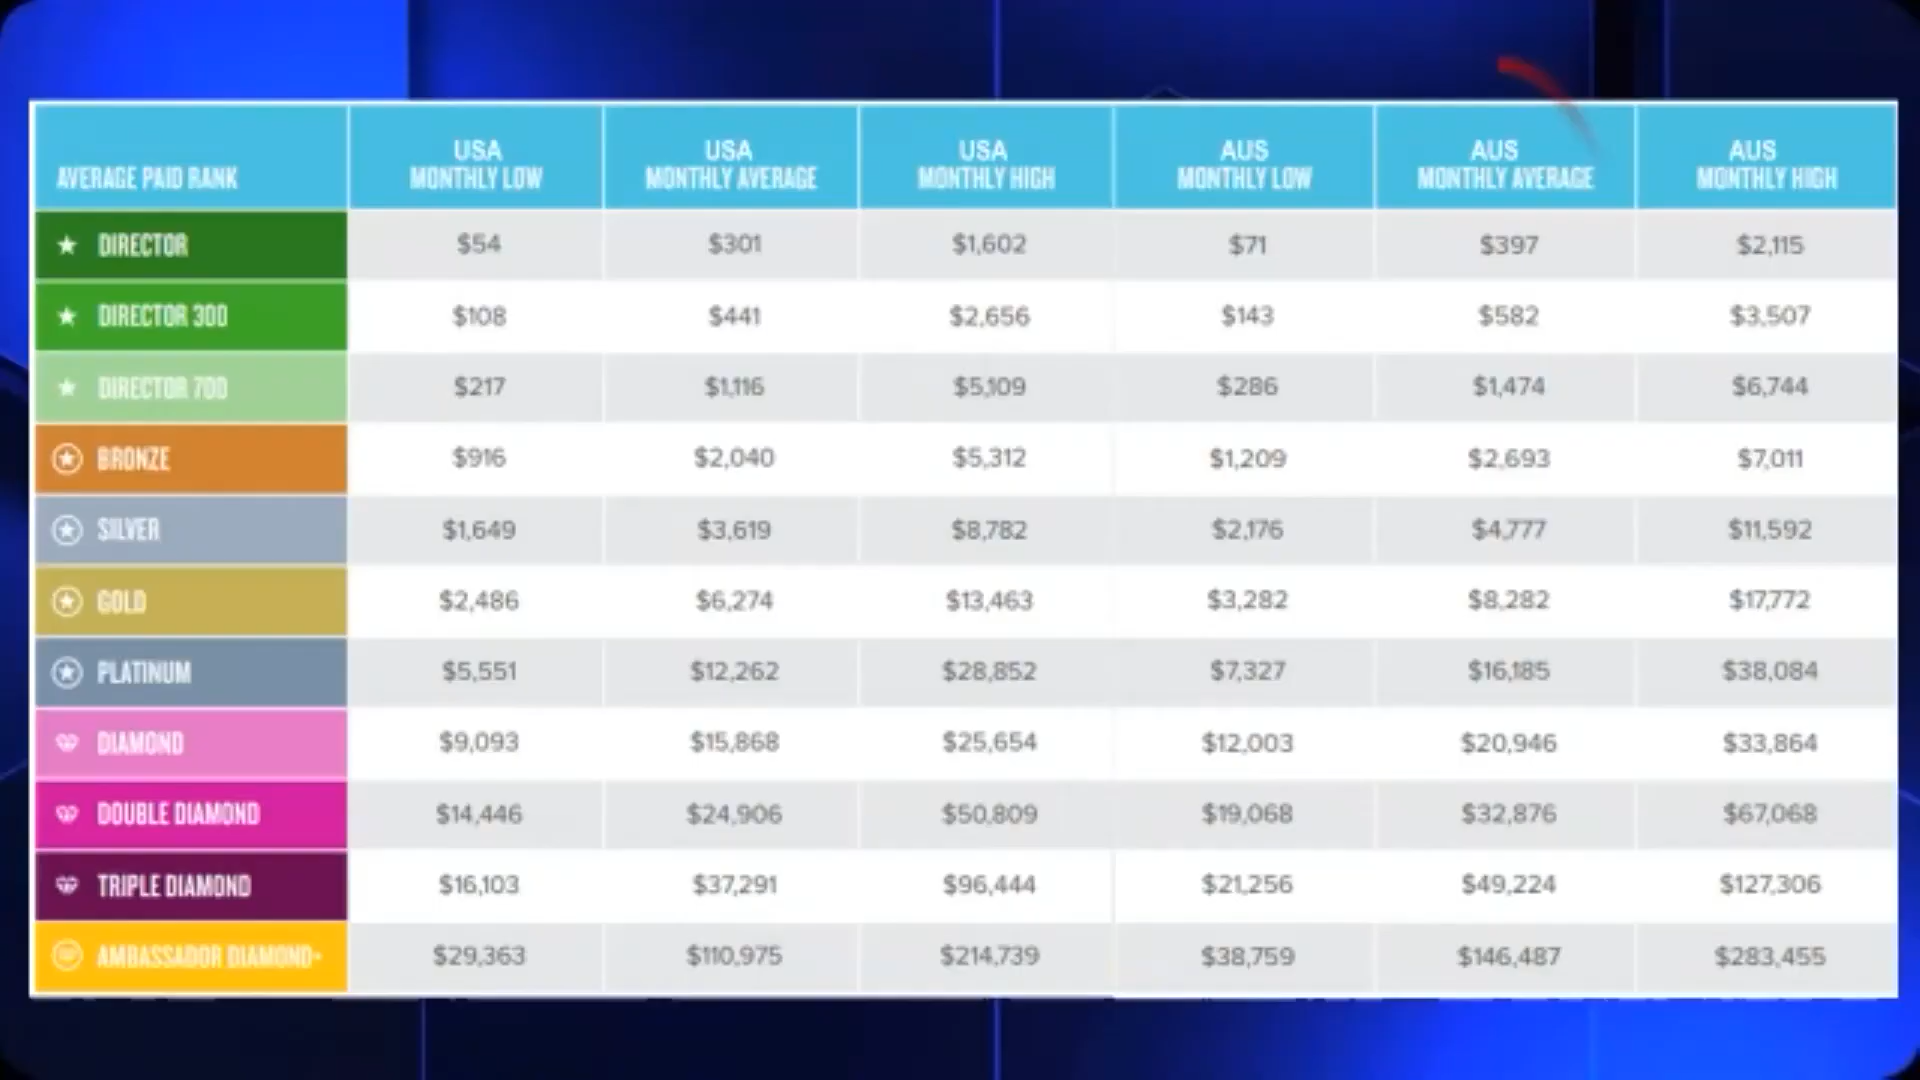 AVERAGE PAID RANK USA MONTHLY LOW USA MONTHLY AVERAGE USA MONTHLY HIGH AUS MONTHLY LOW AUS MONTHLY AVERAGE AUS MONTHLY HIGH
DIRECTOR $54 $301 $1,602 $71 $397 $2,115
DIRECTOR 300 $108 $441 $2,656 $143 $582 $3,507
DIRECTOR 700 $217 $1,116 $5,109 $286 $1,474 $6,744
BRONZE $916 $2,040 $5,312 $1,209 $2,693 $7,011
SILVER $1,649 $3,619 $8,782 $2,176 $4,777 $11,592
GOLD $2,486 $6,274 $13,463 $3,282 $8,282 $17,772
PLATINUM $5,551 $12,262 $28,852 $7,327 $16,185 $38,084
DIAMOND $9,093 $15,868 $25,654 $12,003 $20,946 $33,864
DOUBLE DIAMOND $14,446 $24,906 $50,809 $19,068 $32,876 $67,068
TRIPLE DIAMOND $16,103 $37,291 $96,444 $21,256 $49,224 $127,306
AMBASSADOR DIAMOND+ $29,363 $110,975 $214,739 $38,759 $146,487 $283,455